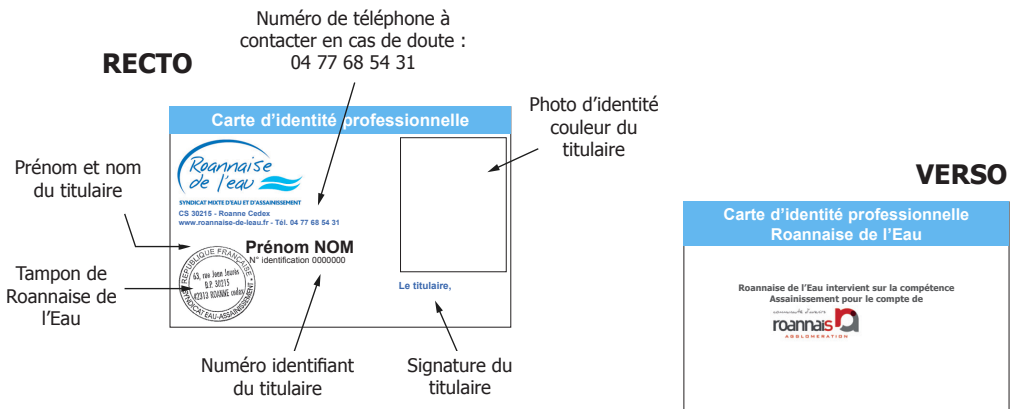 Numéro de téléphone à
contacter en cas de doute :
04 77 68 54 31
RECTO
Photo d'identité
couleur du
titulaire
Carte d'identité professionnelle
Roannaise
de l'eau
SYNDICAT MIXTE D'EAU ET D'ASSAINISSEMENT
CS 30215 - Roanne Cedex
www.roannaise-de-leau.fr - Tél. 04 77 68 54 31
Prénom et nom
du titulaire
Prénom NOM
N° identification 0000000
REPUBLIQUE FRANÇAISE
63, rue Jean Jaurès
B.P. 30215
42313 ROANNE cedex
SYNDICAT EAU-ASSAINISSEMENT
Tampon de
Roannaise de
l'Eau
Le titulaire,
Numéro identifiant
du titulaire
Signature du
titulaire
VERSO
Carte d'identité professionnelle
Roannaise de l'Eau
Roannaise de l'Eau intervient sur la compétence
Assainissement pour le compte de
roannais
AGGLOMERATION